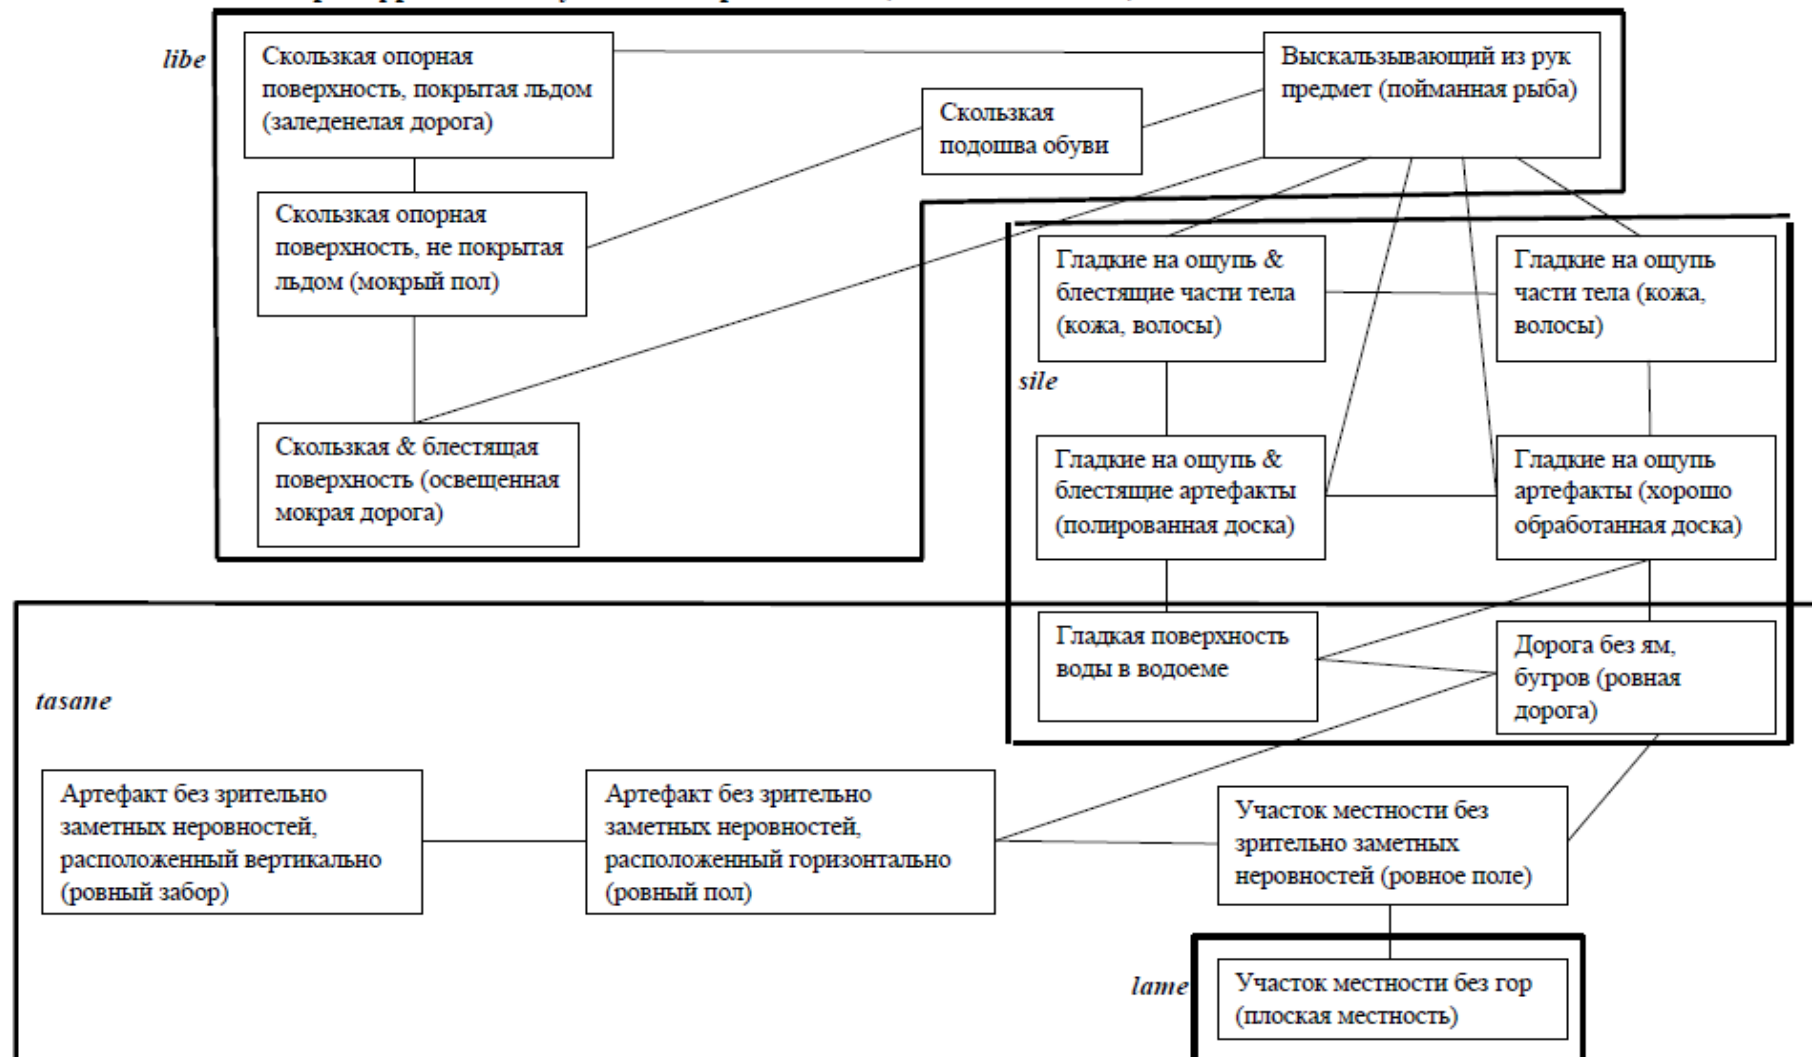 libe
Скользкая опорная
поверхность, покрытая льдом
(заледенелая дорога)
Выскальзывающий из рук
предмет (пойманная рыба)
Скользкая
подошва обуви
Скользкая опорная
поверхность, не покрытая
льдом (мокрый пол)
Гладкие на ощупь &
блестящие части тела
(кожа, волосы)
Гладкие на ощупь
части тела (кожа,
волосы)
sile
Скользкая & блестящая
поверхность (освещенная
мокрая дорога)
Гладкие на ощупь &
блестящие артефакты
(полированная доска)
Гладкие на ощупь
артефакты (хорошо
обработанная доска)
Гладкая поверхность
воды в водоеме
Дорога без ям,
бугров (ровная
дорога)
tasane
Артефакт без зрительно
заметных неровностей,
расположенный вертикально
(ровный забор)
Артефакт без зрительно
заметных неровностей,
расположенный горизонтально
(ровный пол)
Участок местности без
зрительно заметных
неровностей (ровное поле)
lame
Участок местности без гор
(плоская местность)